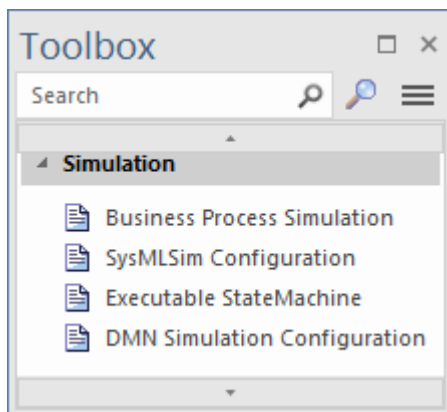 Toolbox
Search
Simulation
Business Process Simulation
SysMLSim Configuration
Executable StateMachine
DMN Simulation Configuration